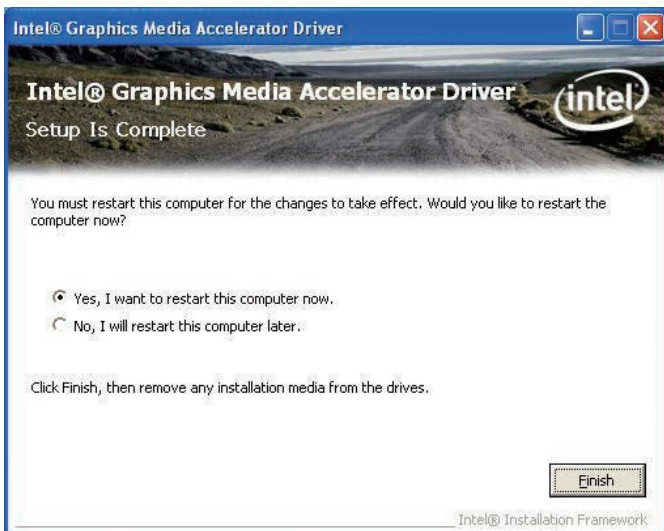 Intel® Graphics Media Accelerator Driver
Intel® Graphics Media Accelerator Driver
intel
Setup Is Complete
You must restart this computer for the changes to take effect. Would you like to restart the
computer now?
Yes, I want to restart this computer now.
No, I will restart this computer later.
Click Finish, then remove any installation media from the drives.
Finish
Intel® Installation Framework